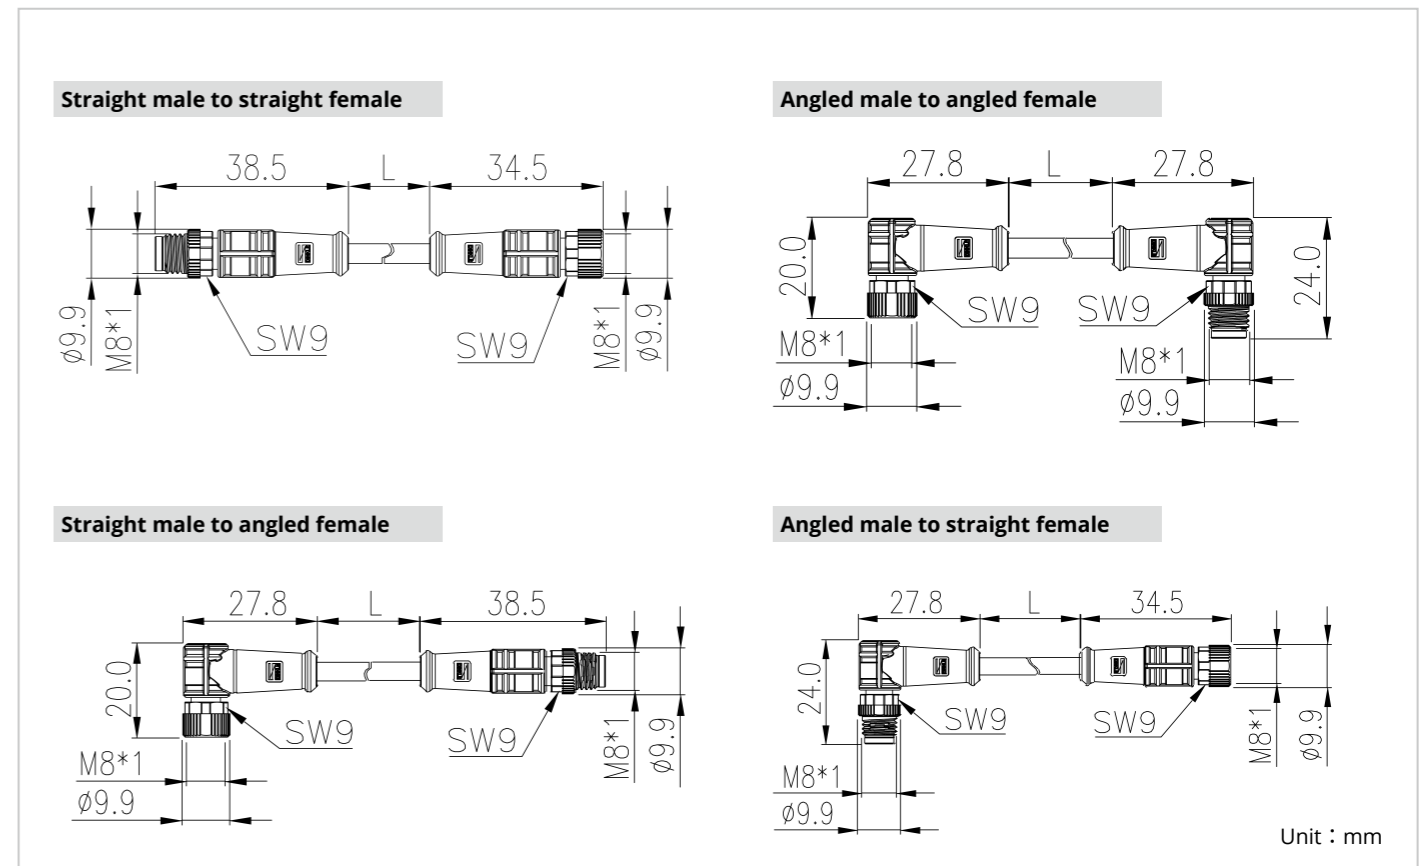 Straight male to straight female
38.5 L 34.5
ø9.9 M8*1 SW9 SW9 M8*1 ø9.9
Angled male to angled female
27.8 L 27.8
20.0 24.0
SW9 SW9
M8*1 M8*1
ø9.9 ø9.9
Straight male to angled female
27.8 L 38.5
20.0
SW9 SW9 M8*1 ø9.9
M8*1
ø9.9
Angled male to straight female
27.8 L 34.5
24.0
SW9 SW9 M8*1 ø9.9
M8*1
ø9.9
Unit：mm